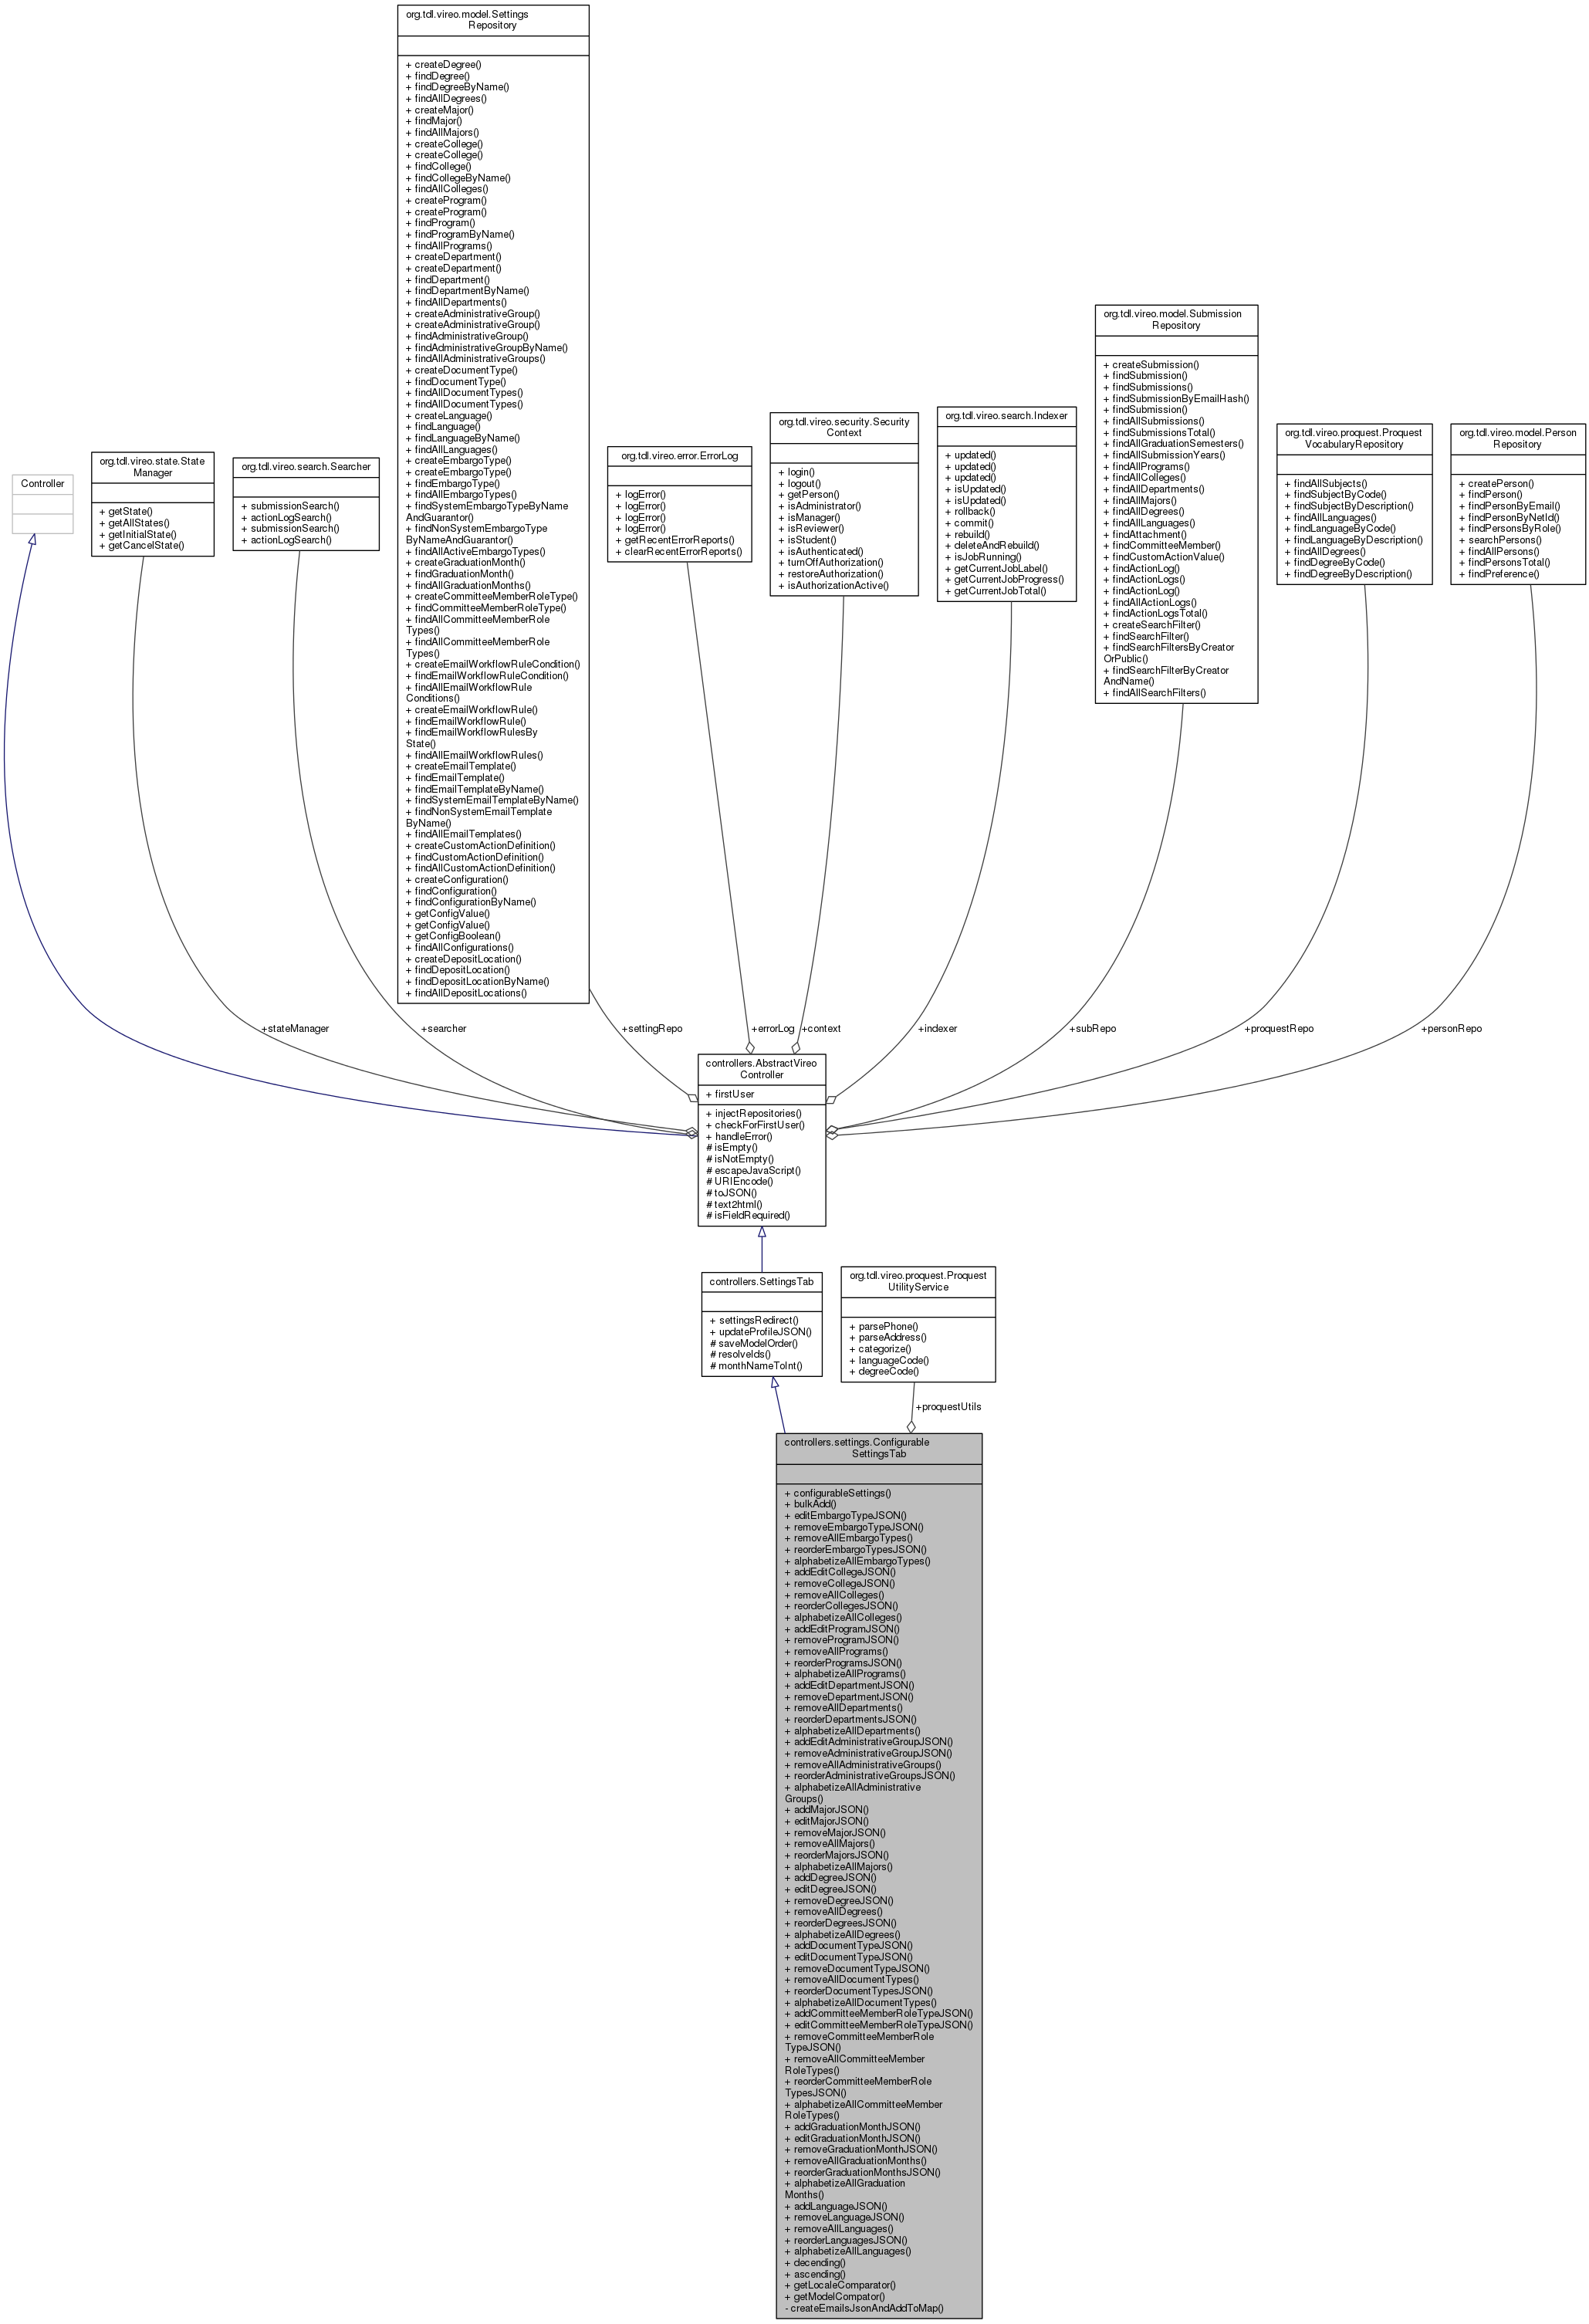 org.tdl.vireo.model.Settings
Repository
+ createDegree()
+ findDegree()
+ findDegreeByName()
+ findAllDegrees()
+ createMajor()
+ findMajor()
+ findAllMajors()
+ createCollege()
+ createCollege()
+ findCollege()
+ findCollegeByName()
+ findAllColleges()
+ createProgram()
+ createProgram()
+ findProgram()
+ findProgramByName()
+ findAllPrograms()
+ createDepartment()
+ createDepartment()
+ findDepartment()
+ findDepartmentByName()
+ findAllDepartments()
+ createAdministrativeGroup()
+ createAdministrativeGroup()
+ findAdministrativeGroup()
+ findAdministrativeGroupByName()
+ findAllAdministrativeGroups()
+ createDocumentType()
+ findDocumentType()
+ findAllDocumentTypes()
+ findAllDocumentTypes()
+ createLanguage()
+ findLanguage()
+ findLanguageByName()
+ findAllLanguages()
+ createEmbargoType()
+ createEmbargoType()
+ findEmbargoType()
+ findAllEmbargoTypes()
+ findSystemEmbargoTypeByName
AndGuarantor()
+ findNonSystemEmbargoType
ByNameAndGuarantor()
+ findAllActiveEmbargoTypes()
+ createGraduationMonth()
+ findGraduationMonth()
+ findAllGraduationMonths()
+ createCommitteeMemberRoleType()
+ findCommitteeMemberRoleType()
+ findAllCommitteeMemberRole
Types()
+ findAllCommitteeMemberRole
Types()
+ createEmailWorkflowRuleCondition()
+ findEmailWorkflowRuleCondition()
+ findAllEmailWorkflowRule
Conditions()
+ createEmailWorkflowRule()
+ findEmailWorkflowRule()
+ findEmailWorkflowRulesBy
State()
+ findAllEmailWorkflowRules()
+ createEmailTemplate()
+ findEmailTemplate()
+ findEmailTemplateByName()
+ findSystemEmailTemplateByName()
+ findNonSystemEmailTemplate
ByName()
+ findAllEmailTemplates()
+ createCustomActionDefinition()
+ findCustomActionDefinition()
+ findAllCustomActionDefinition()
+ createConfiguration()
+ findConfiguration()
+ findConfigurationByName()
+ getConfigValue()
+ getConfigValue()
+ getConfigBoolean()
+ findAllConfigurations()
+ createDepositLocation()
+ findDepositLocation()
+ findDepositLocationByName()
+ findAllDepositLocations()
Controller
org.tdl.vireo.state.State
Manager
+ getState()
+ getAllStates()
+ getInitialState()
+ getCancelState()
org.tdl.vireo.search.Searcher
+ submissionSearch()
+ actionLogSearch()
+ submissionSearch()
+ actionLogSearch()
org.tdl.vireo.error.ErrorLog
+ logError()
+ logError()
+ logError()
+ logError()
+ getRecentErrorReports()
+ clearRecentErrorReports()
org.tdl.vireo.security.Security
Context
+ login()
+ logout()
+ getPerson()
+ isAdministrator()
+ isManager()
+ isReviewer()
+ isStudent()
+ isAuthenticated()
+ turnOffAuthorization()
+ restoreAuthorization()
+ isAuthorizationActive()
org.tdl.vireo.search.Indexer
+ updated()
+ updated()
+ updated()
+ isUpdated()
+ isUpdated()
+ rollback()
+ commit()
+ rebuild()
+ deleteAndRebuild()
+ isJobRunning()
+ getCurrentJobLabel()
+ getCurrentJobProgress()
+ getCurrentJobTotal()
org.tdl.vireo.model.Submission
Repository
+ createSubmission()
+ findSubmission()
+ findSubmissions()
+ findSubmissionByEmailHash()
+ findSubmission()
+ findAllSubmissions()
+ findSubmissionsTotal()
+ findAllGraduationSemesters()
+ findAllSubmissionYears()
+ findAllPrograms()
+ findAllColleges()
+ findAllDepartments()
+ findAllMajors()
+ findAllDegrees()
+ findAllLanguages()
+ findAttachment()
+ findCommitteeMember()
+ findCustomActionValue()
+ findActionLog()
+ findActionLogs()
+ findActionLog()
+ findAllActionLogs()
+ findActionLogsTotal()
+ createSearchFilter()
+ findSearchFilter()
+ findSearchFiltersByCreator
OrPublic()
+ findSearchFilterByCreator
AndName()
+ findAllSearchFilters()
org.tdl.vireo.proquest.Proquest
VocabularyRepository
+ findAllSubjects()
+ findSubjectByCode()
+ findSubjectByDescription()
+ findAllLanguages()
+ findLanguageByCode()
+ findLanguageByDescription()
+ findAllDegrees()
+ findDegreeByCode()
+ findDegreeByDescription()
org.tdl.vireo.model.Person
Repository
+ createPerson()
+ findPerson()
+ findPersonByEmail()
+ findPersonByNetId()
+ findPersonsByRole()
+ searchPersons()
+ findAllPersons()
+ findPersonsTotal()
+ findPreference()
+stateManager
+searcher
+settingRepo
+errorLog
+context
+indexer
+subRepo
+proquestRepo
+personRepo
controllers.AbstractVireo
Controller
+ firstUser
+ injectRepositories()
+ checkForFirstUser()
+ handleError()
# isEmpty()
# isNotEmpty()
# escapeJavaScript()
# URIEncode()
# toJSON()
# text2html()
# isFieldRequired()
controllers.SettingsTab
+ settingsRedirect()
+ updateProfileJSON()
# saveModelOrder()
# resolveIds()
# monthNameToInt()
org.tdl.vireo.proquest.Proquest
UtilityService
+ parsePhone()
+ parseAddress()
+ categorize()
+ languageCode()
+ degreeCode()
+proquestUtils
controllers.settings.Configurable
SettingsTab
+ configurableSettings()
+ bulkAdd()
+ editEmbargoTypeJSON()
+ removeEmbargoTypeJSON()
+ removeAllEmbargoTypes()
+ reorderEmbargoTypesJSON()
+ alphabetizeAllEmbargoTypes()
+ addEditCollegeJSON()
+ removeCollegeJSON()
+ removeAllColleges()
+ reorderCollegesJSON()
+ alphabetizeAllColleges()
+ addEditProgramJSON()
+ removeProgramJSON()
+ removeAllPrograms()
+ reorderProgramsJSON()
+ alphabetizeAllPrograms()
+ addEditDepartmentJSON()
+ removeDepartmentJSON()
+ removeAllDepartments()
+ reorderDepartmentsJSON()
+ alphabetizeAllDepartments()
+ addEditAdministrativeGroupJSON()
+ removeAdministrativeGroupJSON()
+ removeAllAdministrativeGroups()
+ reorderAdministrativeGroupsJSON()
+ alphabetizeAllAdministrative
Groups()
+ addMajorJSON()
+ editMajorJSON()
+ removeMajorJSON()
+ removeAllMajors()
+ reorderMajorsJSON()
+ alphabetizeAllMajors()
+ addDegreeJSON()
+ editDegreeJSON()
+ removeDegreeJSON()
+ removeAllDegrees()
+ reorderDegreesJSON()
+ alphabetizeAllDegrees()
+ addDocumentTypeJSON()
+ editDocumentTypeJSON()
+ removeDocumentTypeJSON()
+ removeAllDocumentTypes()
+ reorderDocumentTypesJSON()
+ alphabetizeAllDocumentTypes()
+ addCommitteeMemberRoleTypeJSON()
+ editCommitteeMemberRoleTypeJSON()
+ removeCommitteeMemberRole
TypeJSON()
+ removeAllCommitteeMember
RoleTypes()
+ reorderCommitteeMemberRole
TypesJSON()
+ alphabetizeAllCommitteeMember
RoleTypes()
+ addGraduationMonthJSON()
+ editGraduationMonthJSON()
+ removeGraduationMonthJSON()
+ removeAllGraduationMonths()
+ reorderGraduationMonthsJSON()
+ alphabetizeAllGraduation
Months()
+ addLanguageJSON()
+ removeLanguageJSON()
+ removeAllLanguages()
+ reorderLanguagesJSON()
+ alphabetizeAllLanguages()
+ decending()
+ ascending()
+ getLocaleComparator()
+ getModelCompator()
- createEmailsJsonAndAddToMap()